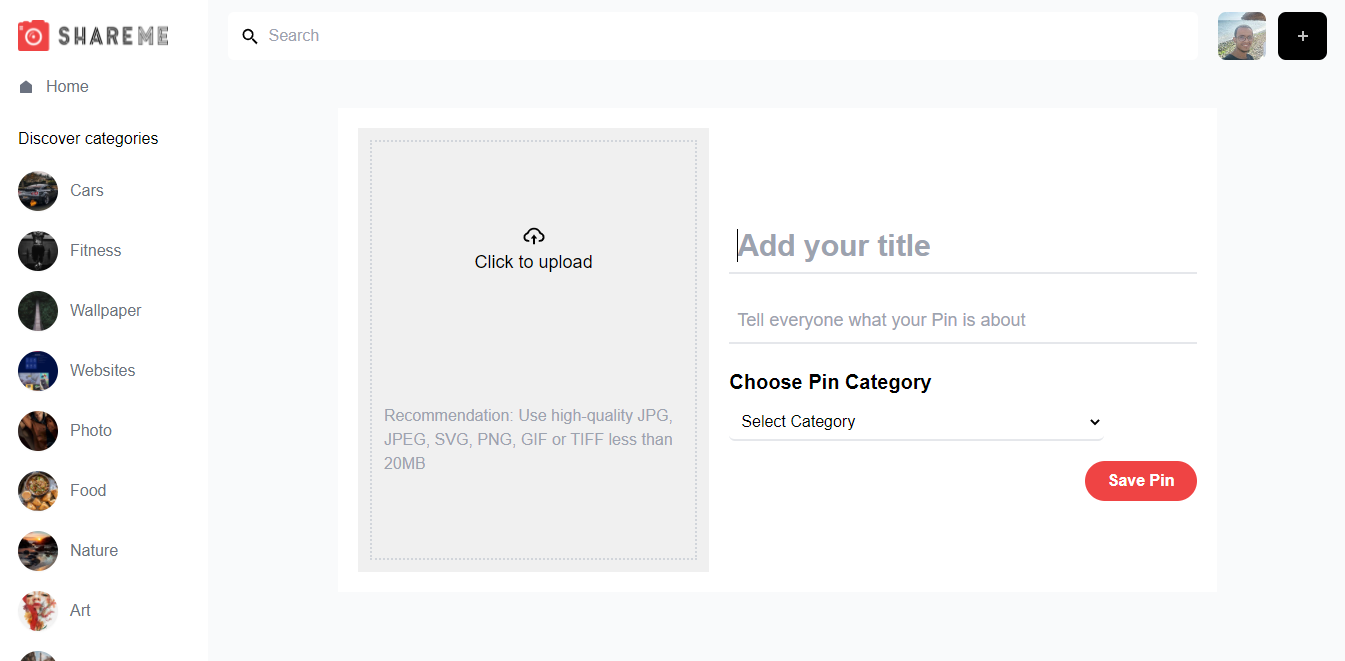 SHAREME
Search
+
Home
Discover categories
Cars
Fitness
Wallpaper
Websites
Photo
Food
Nature
Art
Click to upload
Recommendation: Use high-quality JPG,
JPEG, SVG, PNG, GIF or TIFF less than
20MB
Add your title
Tell everyone what your Pin is about
Choose Pin Category
Select Category
Save Pin